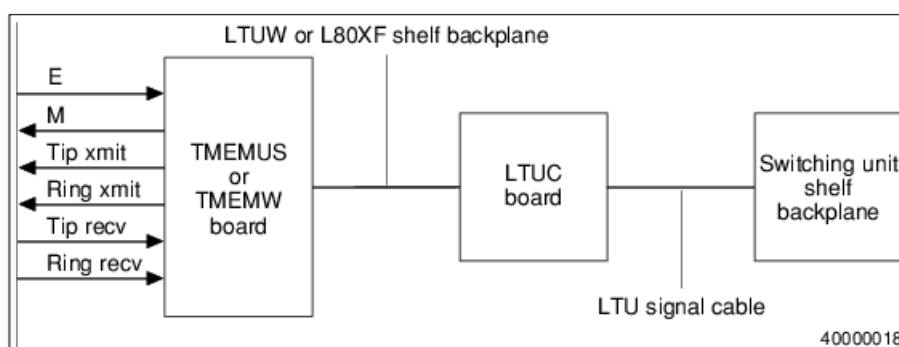 LTUW or L80XF shelf backplane
E
M
Tip xmit
Ring xmit
Tip recv
Ring recv
TMEMUS
or
TMEMW
board
LTUC
board
Switching unit
shelf
backplane
LTU signal cable
40000018